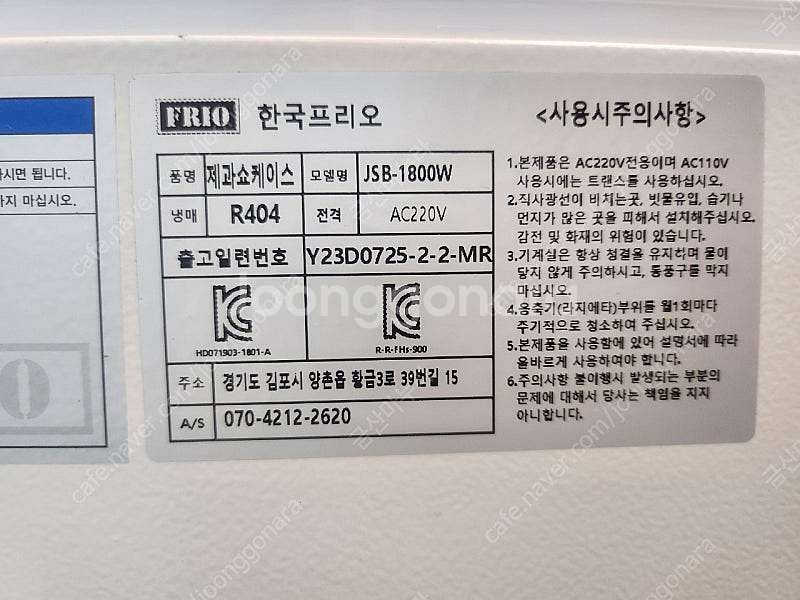 시면 됩니다.
지 마십시오.
0
FRIO 한국프리오
품명 제과쇼케이스 모델명 JSB-1800W
냉매 R404 전격 AC220V
출고일련번호 Y23D0725-2-2-MR
HD071903-1801-A R-R-FHs-900
주소 경기도 김포시 양촌읍 황금3로 39번길 15
A/S 070-4212-2620
<사용시주의사항>
1.본제품은 AC220V전용이며 AC110V
사용시에는 트랜스를 사용하십시오.
2.직사광선이 비치는곳, 빗물유입, 습기나
먼지가 많은 곳을 피해서 설치해주십시오.
감전 및 화재의 위험이 있습니다.
3.기계실은 항상 청결을 유지하며 물이
닿지 않게 주의하시고, 통풍구를 막지
마십시오.
4.응축기(라지에타)부위를 월1회마다
주기적으로 청소하여 주십시오.
5.본제품을 사용함에 있어 설명서에 따라
올바르게 사용하여야 합니다.
6.주의사항 불이행시 발생되는 부분의
문제에 대해서 당사는 책임을 지지
아니합니다.
joonggonara
cafe.naver.com/joonggonara